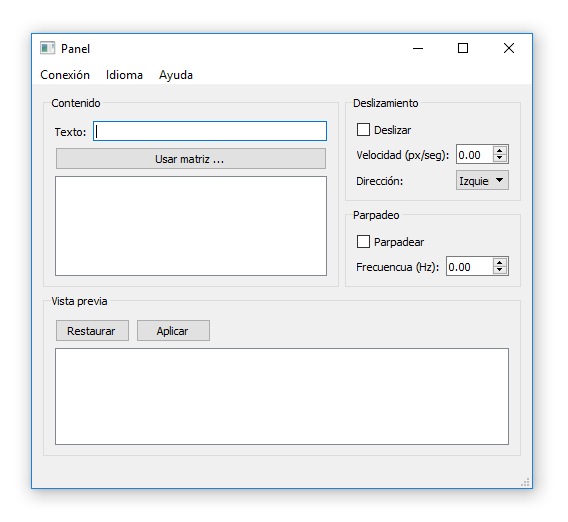 Panel
Conexión Idioma Ayuda
Contenido
Texto:
Usar matriz ...
Deslizamiento
Deslizar
Velocidad (px/seg): 0.00
Dirección: Izquie
Parpadeo
Parpadear
Frecuencua (Hz): 0.00
Vista previa
Restaurar Aplicar